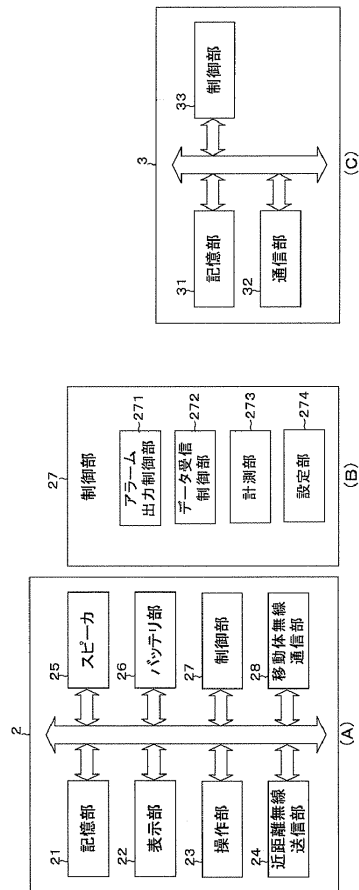 2
21
記憶部
22
表示部
23
操作部
24
近距離無線
送信部
25
スピーカ
26
バッテリ部
27
制御部
28
移動体無線
通信部
(A)
27
制御部
アラーム
出力制御部
271
データ受信
制御部
272
計測部
273
設定部
274
(B)
3
31
記憶部
32
通信部
33
制御部
(C)